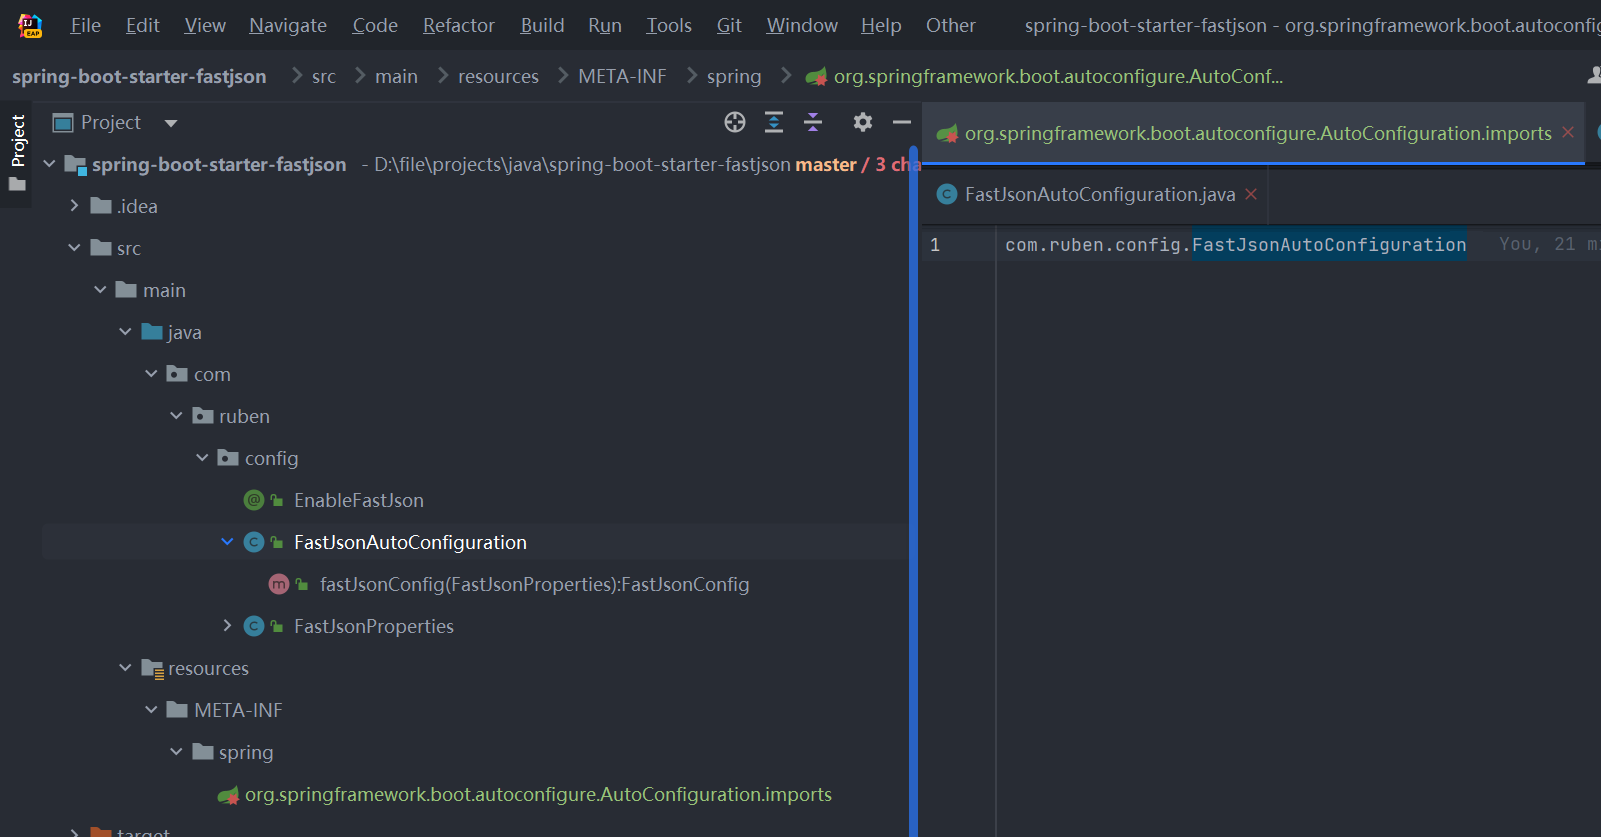 File Edit View Navigate Code Refactor Build Run Tools Git Window Help Other spring-boot-starter-fastjson - org.springframework.boot.autoconfig
spring-boot-starter-fastjson src main resources META-INF spring org.springframework.boot.autoconfigure.AutoConf...
Project
Project
org.springframework.boot.autoconfigure.AutoConfiguration.imports
spring-boot-starter-fastjson - D:\file\projects\java\spring-boot-starter-fastjson master / 3 cha
FastJsonAutoConfiguration.java
.idea
src
1 com.ruben.config.FastJsonAutoConfiguration You, 21 mi
main
java
com
ruben
config
EnableFastJson
FastJsonAutoConfiguration
fastJsonConfig(FastJsonProperties):FastJsonConfig
FastJsonProperties
resources
META-INF
spring
org.springframework.boot.autoconfigure.AutoConfiguration.imports
target